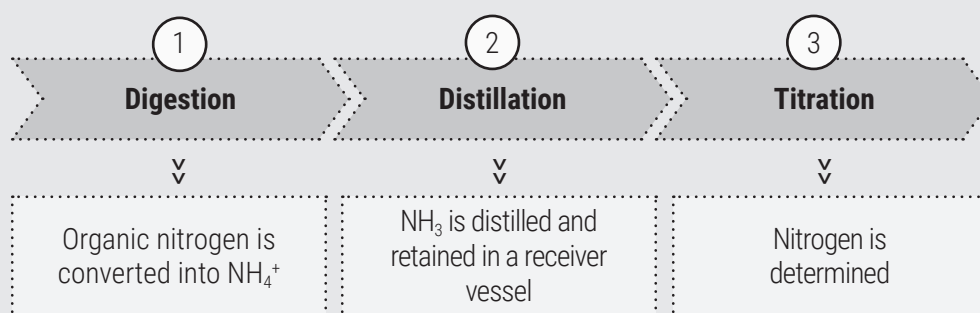 1
2
3
Digestion
Distillation
Titration
Organic nitrogen is
converted into NH₄⁺
NH₃ is distilled and
retained in a receiver
vessel
Nitrogen is
determined